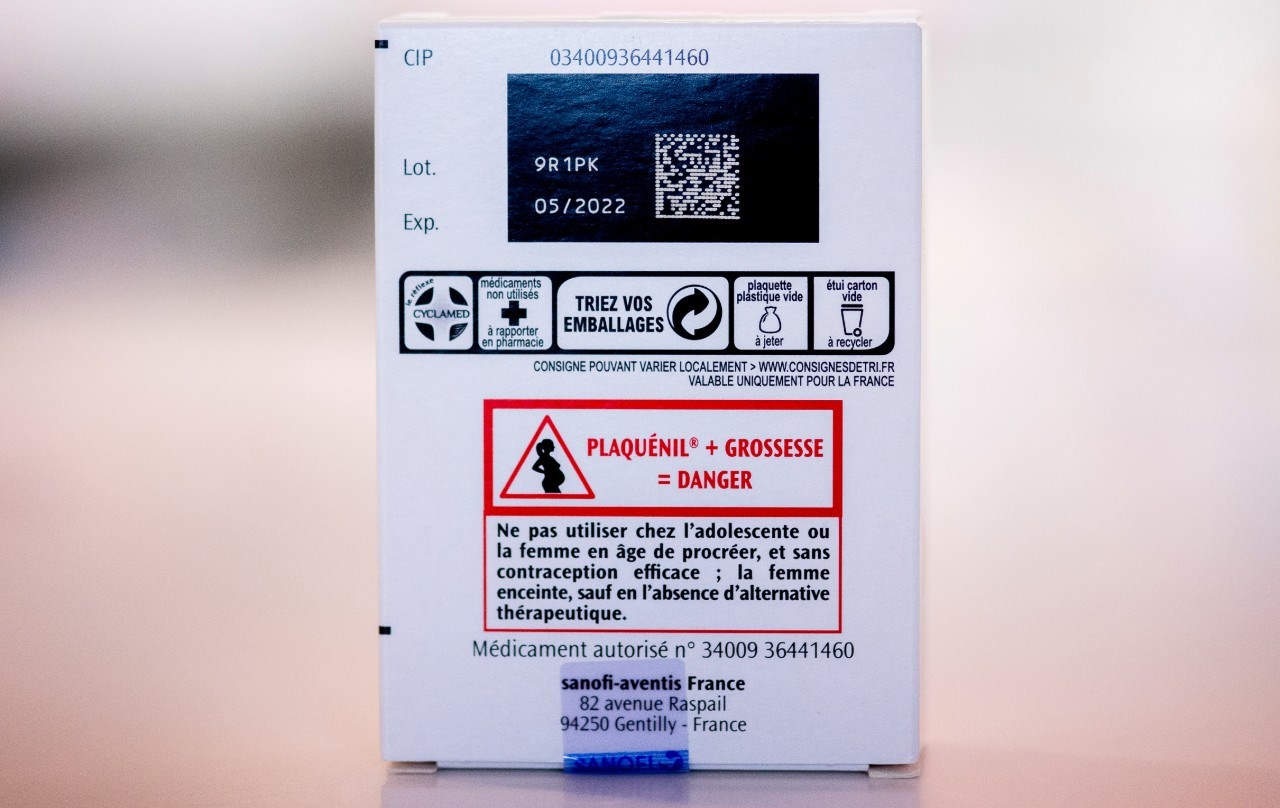 CIP 03400936441460
Lot. 9R1PK
Exp. 05/2022
le réflexe
CYCLAMED
médicaments
non utilisés
à rapporter
en pharmacie
TRIEZ VOS
EMBALLAGES
plaquette
plastique vide
à jeter
étui carton
vide
à recycler
CONSIGNE POUVANT VARIER LOCALEMENT > WWW.CONSIGNESDETRI.FR
VALABLE UNIQUEMENT POUR LA FRANCE
PLAQUÉNIL® + GROSSESSE
= DANGER
Ne pas utiliser chez l'adolescente ou
la femme en âge de procréer, et sans
contraception efficace ; la femme
enceinte, sauf en l'absence d'alternative
thérapeutique.
Médicament autorisé n° 34009 36441460
sanofi-aventis France
82 avenue Raspail
94250 Gentilly - France
SANOFI